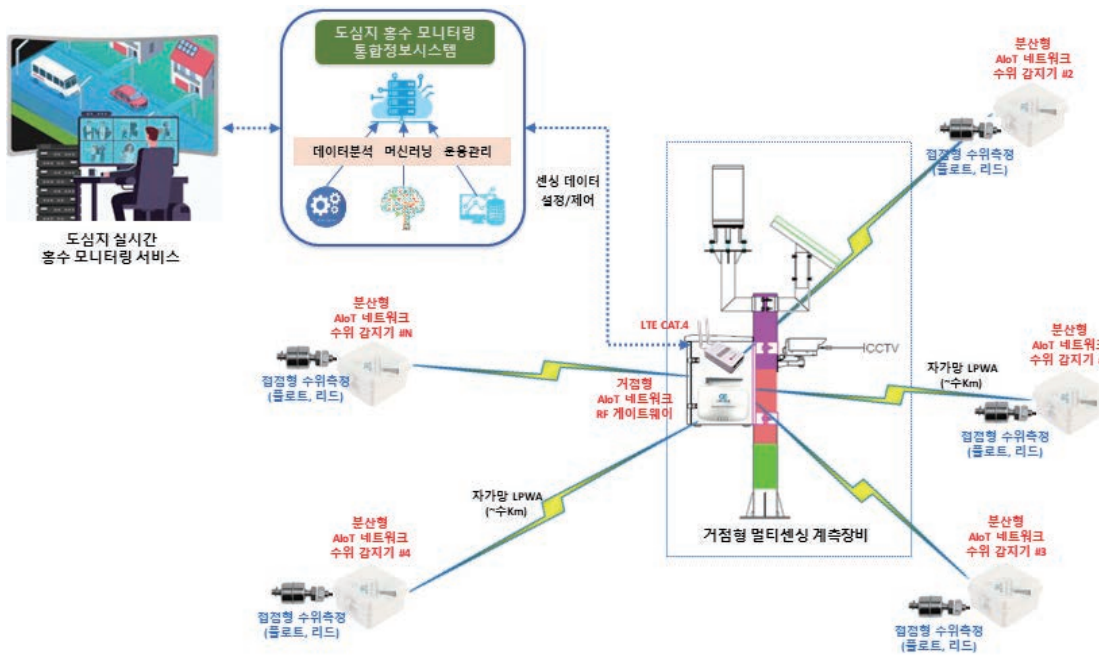 도심지 홍수 모니터링
통합정보시스템
데이터분석 머신러닝 운용관리
도심지 실시간
홍수 모니터링 서비스
센싱 데이터
설정/제어
분산형
AIoT 네트워크
수위 감지기 #2
접점형 수위측정
(플로트, 리드)
분산형
AIoT 네트워크
수위 감지기 #N
접점형 수위측정
(플로트, 리드)
LTE CAT.4
CCTV
거점형
AIoT 네트워크
RF 게이트웨이
자가망 LPWA
(~수Km)
분산형
AIoT 네트워크
수위 감지기 #
접점형 수위측정
(플로트, 리드)
자가망 LPWA
(~수Km)
거점형 멀티센싱 계측장비
분산형
AIoT 네트워크
수위 감지기 #4
접점형 수위측정
(플로트, 리드)
분산형
AIoT 네트워크
수위 감지기 #3
접점형 수위측정
(플로트, 리드)